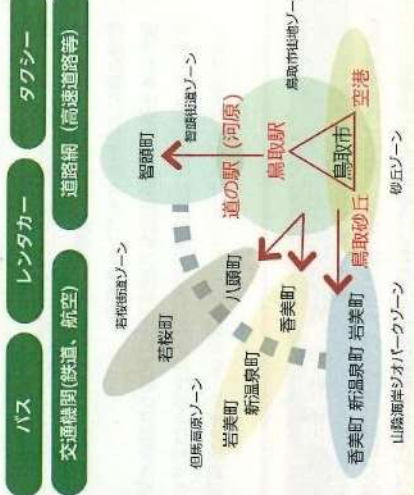 バス
レンタカー
タクシー
交通機関(鉄道、航空)
道路網(高速道路等)
若桜街道ゾーン
智頭街道ゾーン
智頭町
若桜町
八頭町
道の駅(河原)
但馬高原ゾーン
鳥取市街地ゾーン
鳥取駅
岩美町
新温泉町
香美町
鳥取市
空港
鳥取砂丘
香美町 新温泉町 岩美町
砂丘ゾーン
山陰海岸ジオパークゾーン